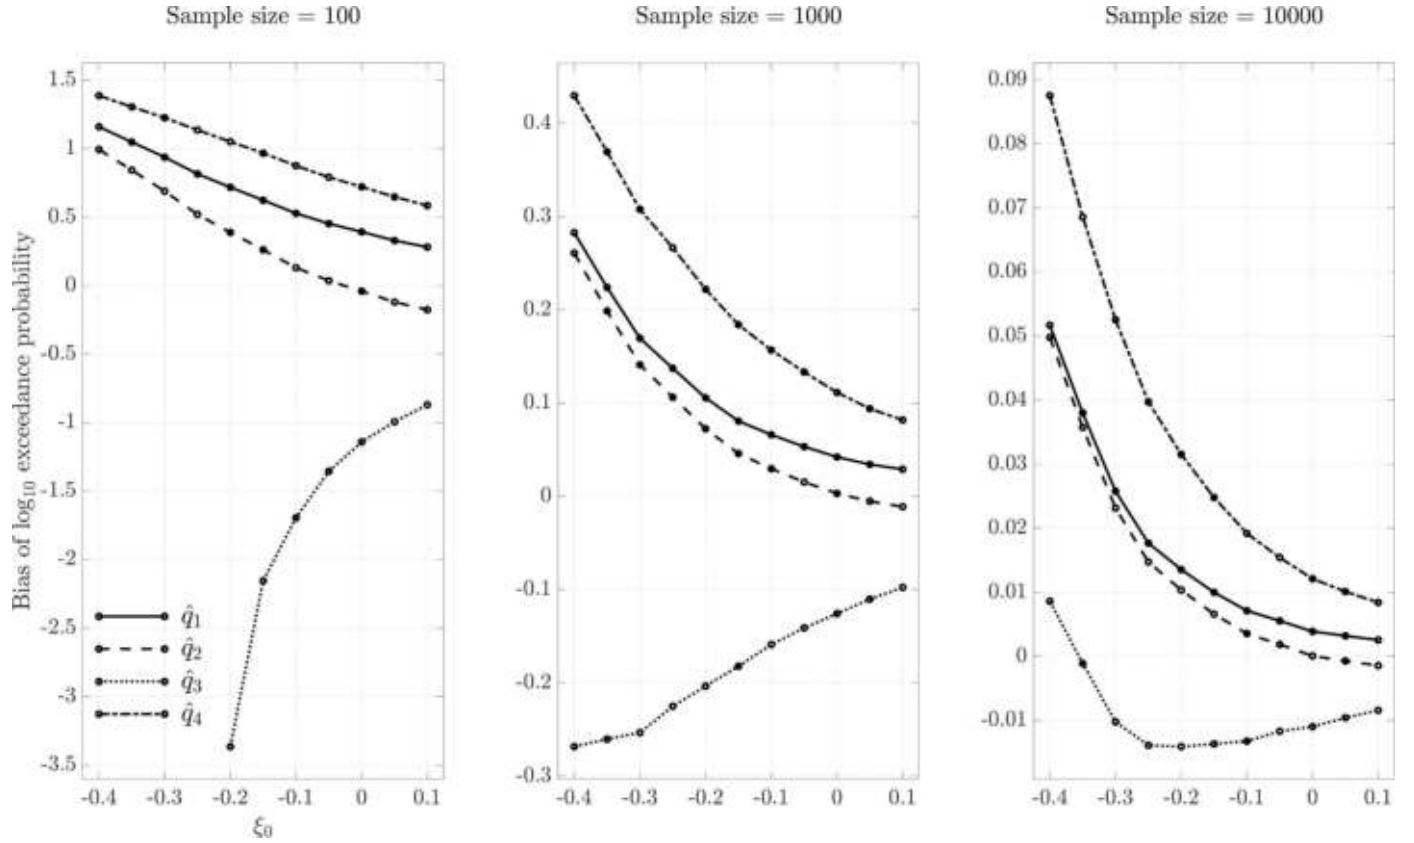 Sample size = 100
Sample size = 1000
Sample size = 10000
Bias of log₁₀ exceedance probability
1.5
1
0.5
0
-0.5
-1
-1.5
-2
-2.5
-3
-3.5
q̂₁
q̂₂
q̂₃
q̂₄
-0.4 -0.3 -0.2 -0.1 0 0.1
ξ₀
0.4
0.3
0.2
0.1
0
-0.1
-0.2
-0.3
-0.4 -0.3 -0.2 -0.1 0 0.1
0.09
0.08
0.07
0.06
0.05
0.04
0.03
0.02
0.01
0
-0.01
-0.4 -0.3 -0.2 -0.1 0 0.1